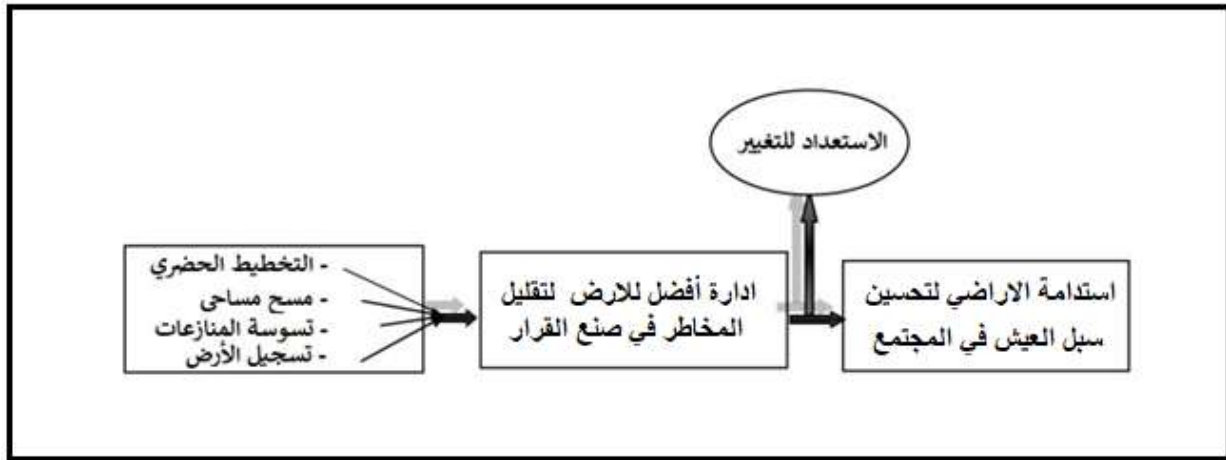 الاستعداد للتغيير
- التخطيط الحضري
- مسح مساحى
- تسوسة المنازعات
- تسجيل الأرض
ادارة أفضل للارض لتقليل
المخاطر في صنع القرار
استدامة الاراضي لتحسين
سبل العيش في المجتمع